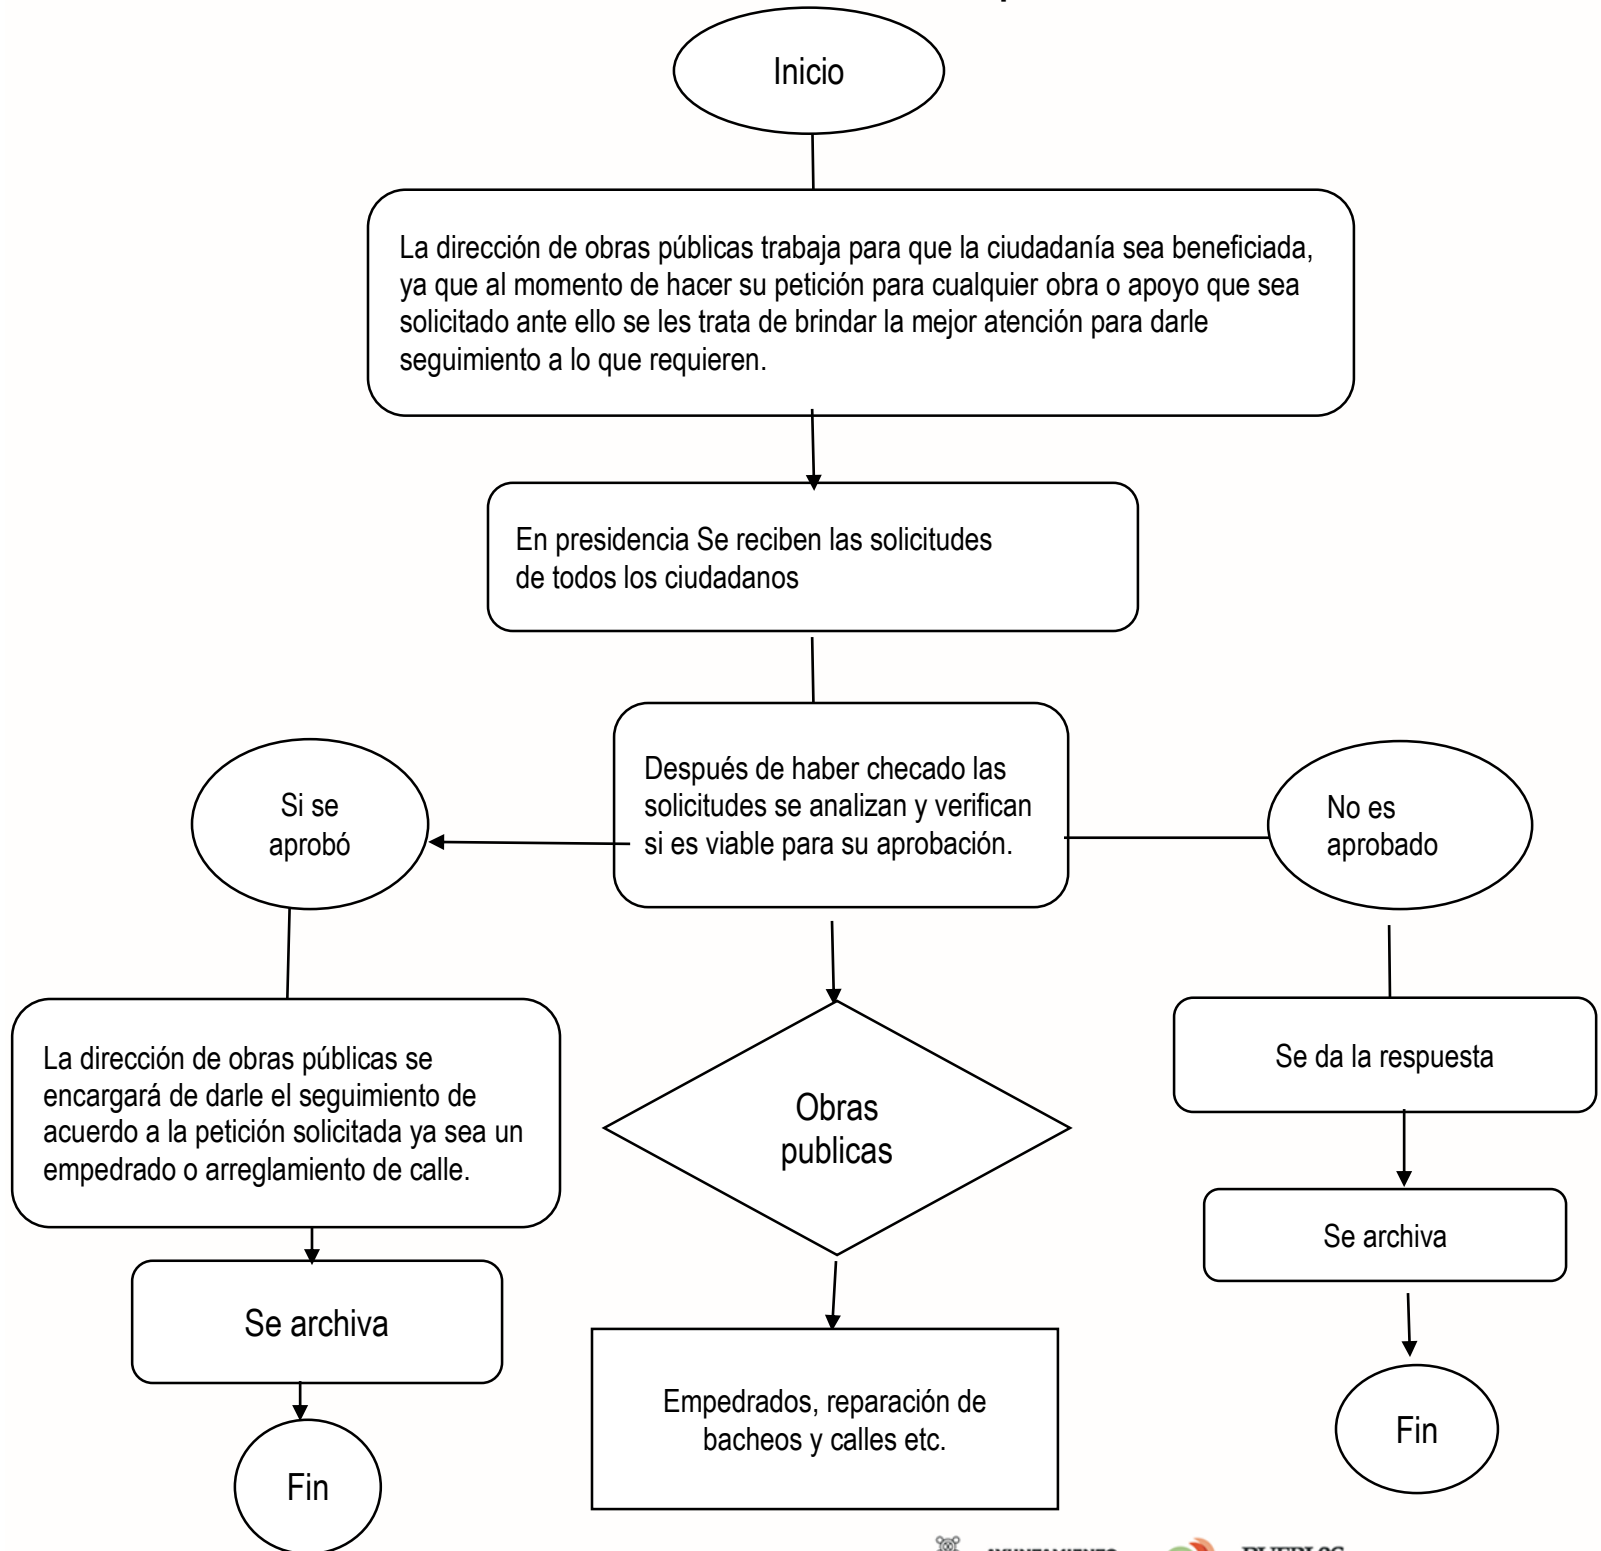 Inicio
La dirección de obras públicas trabaja para que la ciudadanía sea beneficiada,
ya que al momento de hacer su petición para cualquier obra o apoyo que sea
solicitado ante ello se les trata de brindar la mejor atención para darle
seguimiento a lo que requieren.
En presidencia Se reciben las solicitudes
de todos los ciudadanos
Después de haber checado las
solicitudes se analizan y verifican
si es viable para su aprobación.
Si se
aprobó
No es
aprobado
La dirección de obras públicas se
encargará de darle el seguimiento de
acuerdo a la petición solicitada ya sea un
empedrado o arreglamiento de calle.
Obras
publicas
Se da la respuesta
Se archiva
Se archiva
Empedrados, reparación de
bacheos y calles etc.
Fin
Fin